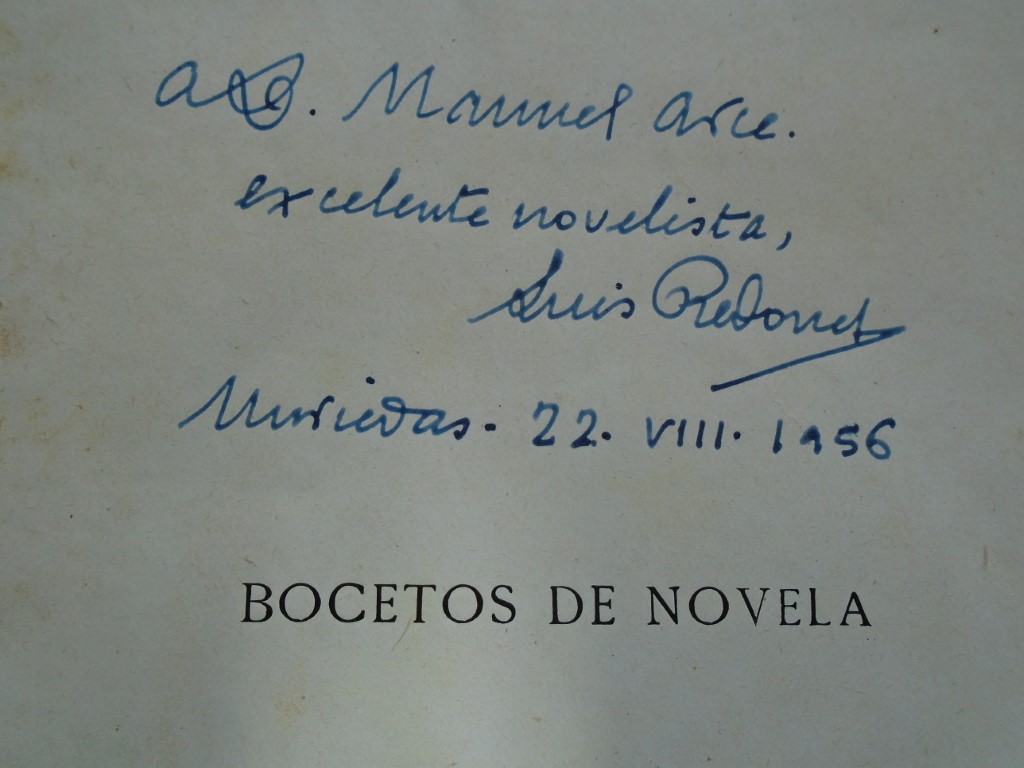 a D. Manuel Arce.
excelente novelista,
Luis Redonet
Muriedas. 22. VIII. 1956
BOCETOS DE NOVELA